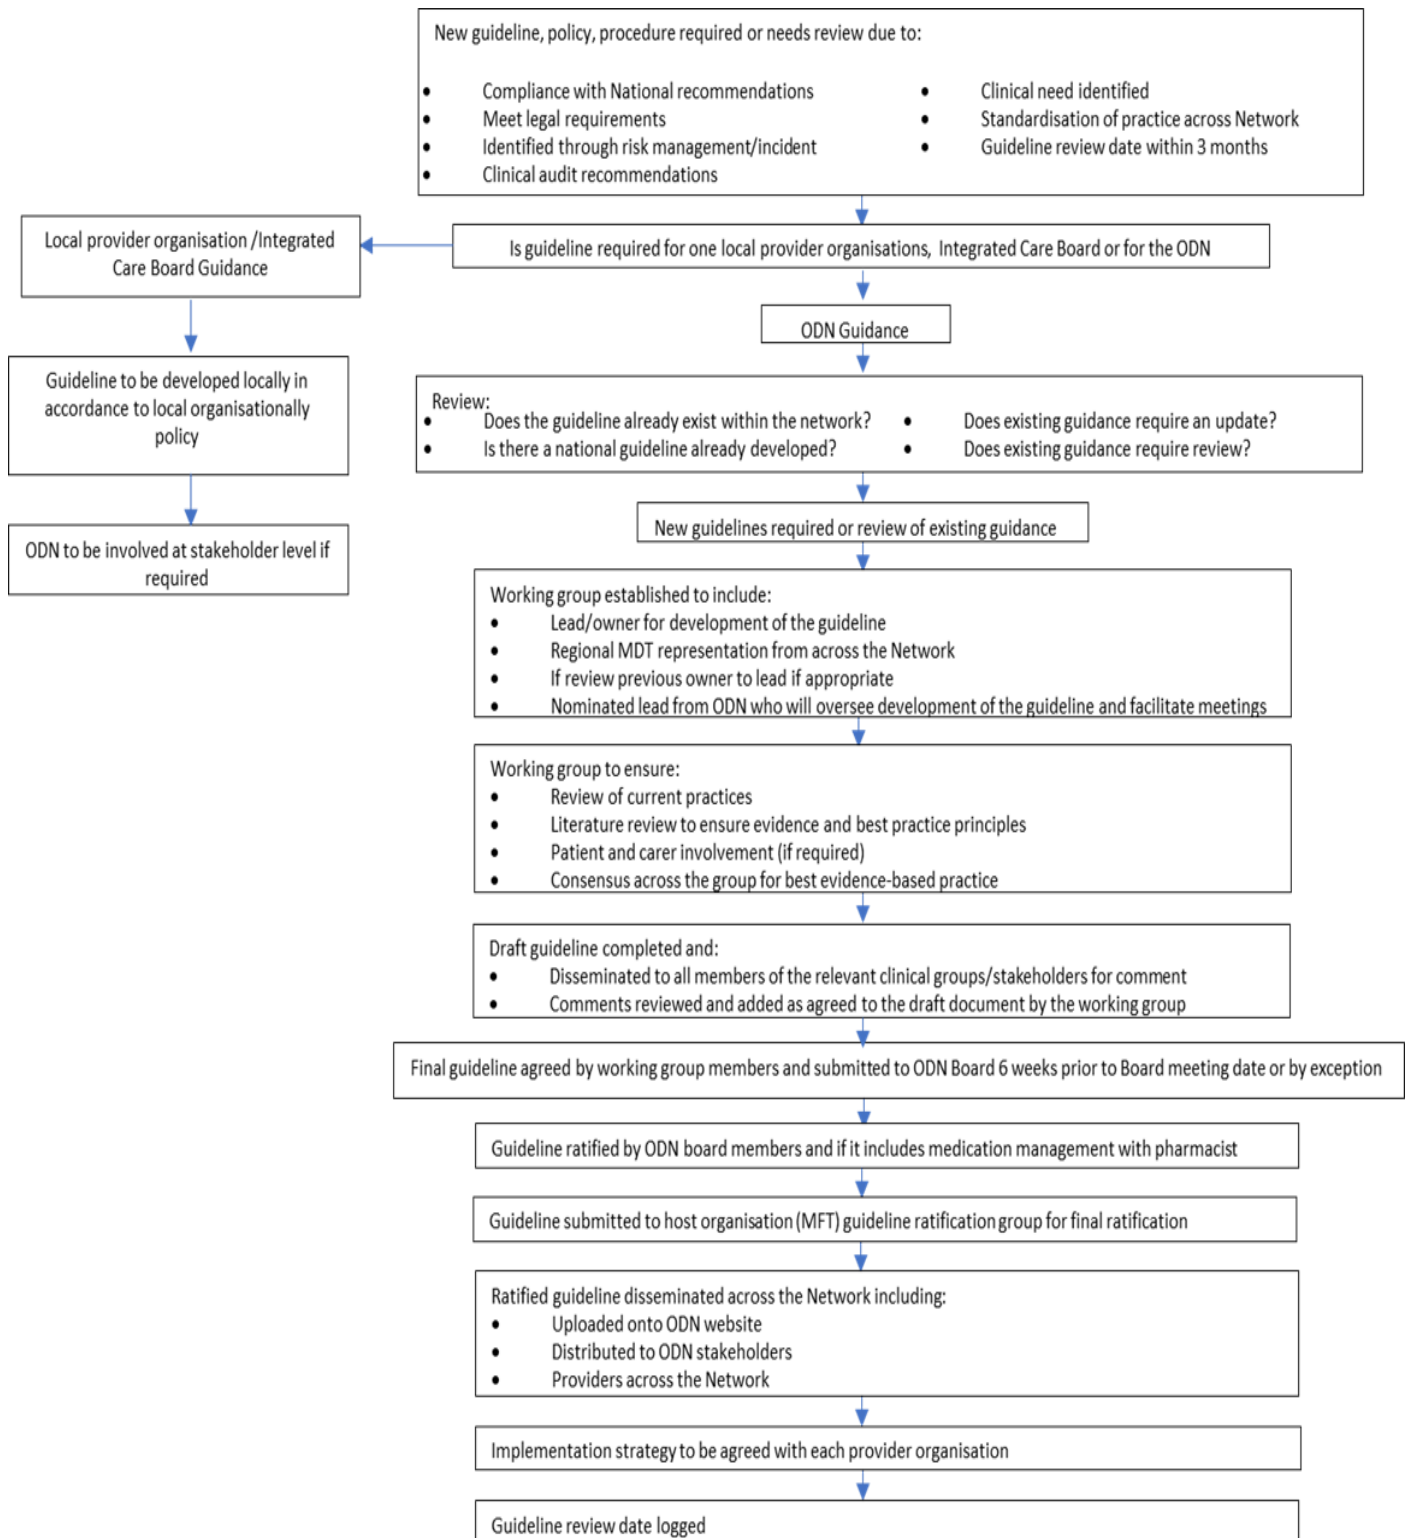 New guideline, policy, procedure required or needs review due to:
• Compliance with National recommendations
• Meet legal requirements
• Identified through risk management/incident
• Clinical audit recommendations
• Clinical need identified
• Standardisation of practice across Network
• Guideline review date within 3 months
Is guideline required for one local provider organisations, Integrated Care Board or for the ODN
Local provider organisation /Integrated
Care Board Guidance
Guideline to be developed locally in
accordance to local organisationally
policy
ODN to be involved at stakeholder level if
required
ODN Guidance
Review:
• Does the guideline already exist within the network?
• Is there a national guideline already developed?
• Does existing guidance require an update?
• Does existing guidance require review?
New guidelines required or review of existing guidance
Working group established to include:
• Lead/owner for development of the guideline
• Regional MDT representation from across the Network
• If review previous owner to lead if appropriate
• Nominated lead from ODN who will oversee development of the guideline and facilitate meetings
Working group to ensure:
• Review of current practices
• Literature review to ensure evidence and best practice principles
• Patient and carer involvement (if required)
• Consensus across the group for best evidence-based practice
Draft guideline completed and:
• Disseminated to all members of the relevant clinical groups/stakeholders for comment
• Comments reviewed and added as agreed to the draft document by the working group
Final guideline agreed by working group members and submitted to ODN Board 6 weeks prior to Board meeting date or by exception
Guideline ratified by ODN board members and if it includes medication management with pharmacist
Guideline submitted to host organisation (MFT) guideline ratification group for final ratification
Ratified guideline disseminated across the Network including:
• Uploaded onto ODN website
• Distributed to ODN stakeholders
• Providers across the Network
Implementation strategy to be agreed with each provider organisation
Guideline review date logged